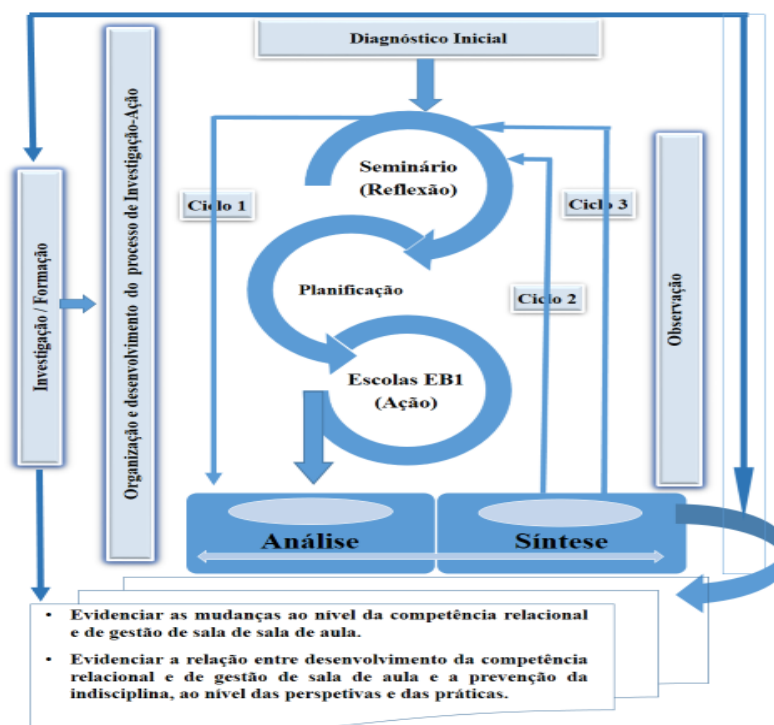 Diagnóstico Inicial
Investigação / Formação
Organização e desenvolvimento do processo de Investigação-Ação
Ciclo 1
Seminário
(Reflexão)
Ciclo 3
Planificação
Ciclo 2
Observação
Escolas EB1
(Ação)
Análise
Síntese
• Evidenciar as mudanças ao nível da competência relacional
e de gestão de sala de sala de aula.
• Evidenciar a relação entre desenvolvimento da competência
relacional e de gestão de sala de aula e a prevenção da
indisciplina, ao nível das perspetivas e das práticas.